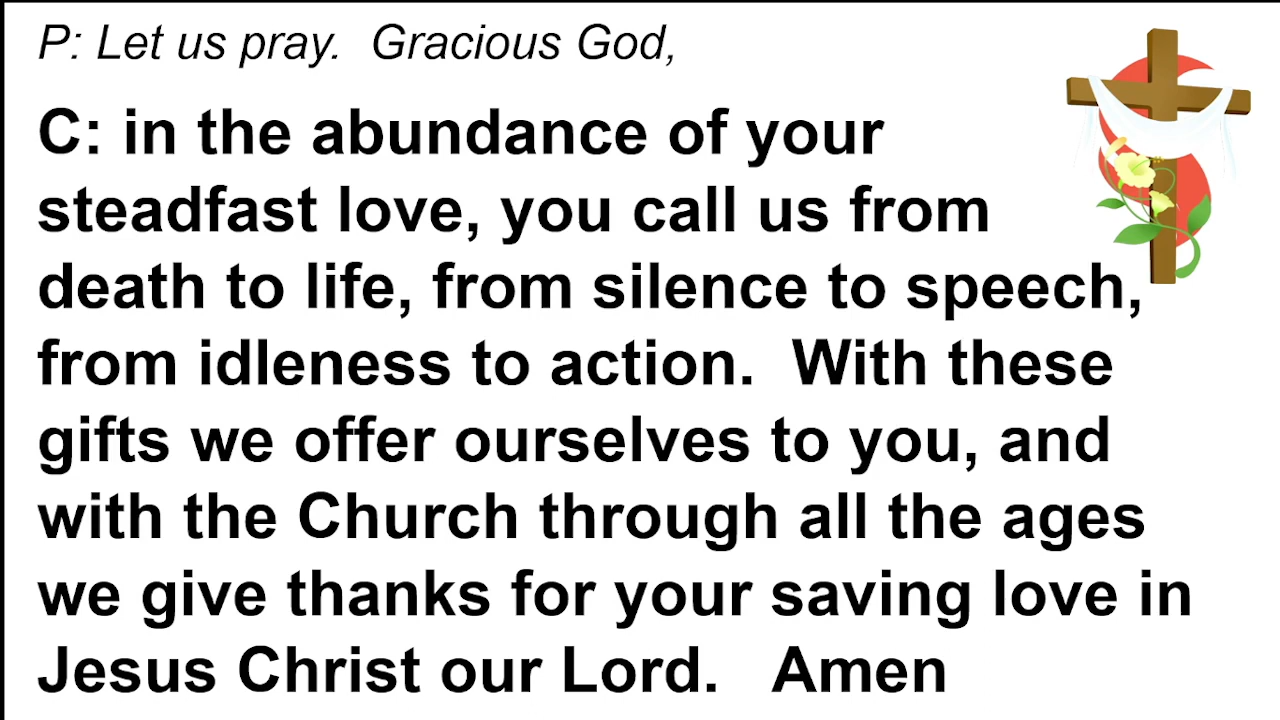 P: Let us pray.  Gracious God,
C: in the abundance of your
steadfast love, you call us from
death to life, from silence to speech,
from idleness to action.  With these
gifts we offer ourselves to you, and
with the Church through all the ages
we give thanks for your saving love in
Jesus Christ our Lord.   Amen